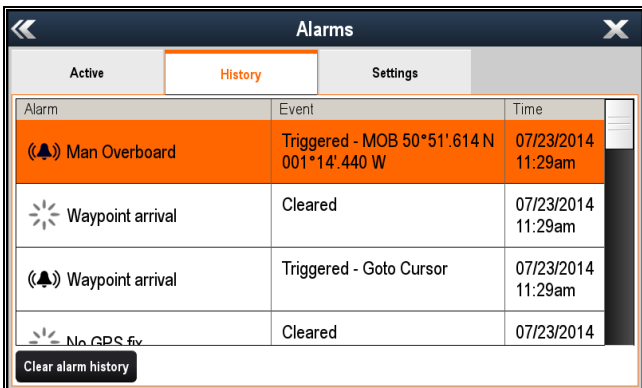 Alarms
Active History Settings
Alarm Event Time
Man Overboard Triggered - MOB 50°51'.614 N 07/23/2014
001°14'.440 W 11:29am
Waypoint arrival Cleared 07/23/2014
11:29am
Waypoint arrival Triggered - Goto Cursor 07/23/2014
11:29am
No GPS fix Cleared 07/23/2014
Clear alarm history